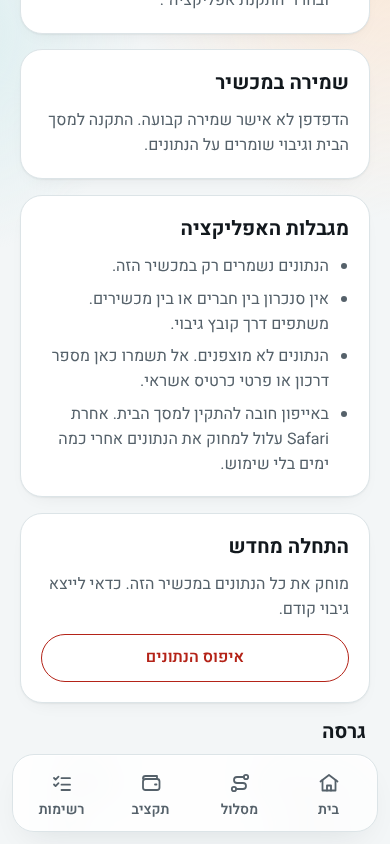 ובחרו "התקנת אפליקציה".
שמירה במכשיר
הדפדפן לא אישר שמירה קבועה. התקנה למסך
הבית וגיבוי שומרים על הנתונים.
מגבלות האפליקציה
הנתונים נשמרים רק במכשיר הזה.
אין סנכרון בין חברים או בין מכשירים.
משתפים דרך קובץ גיבוי.
הנתונים לא מוצפנים. אל תשמרו כאן מספר
דרכון או פרטי כרטיס אשראי.
באייפון חובה להתקין למסך הבית. אחרת
Safari עלול למחוק את הנתונים אחרי כמה
ימים בלי שימוש.
התחלה מחדש
מוחק את כל הנתונים במכשיר הזה. כדאי לייצא
גיבוי קודם.
איפוס הנתונים
גרסה
בית
מסלול
תקציב
רשימות